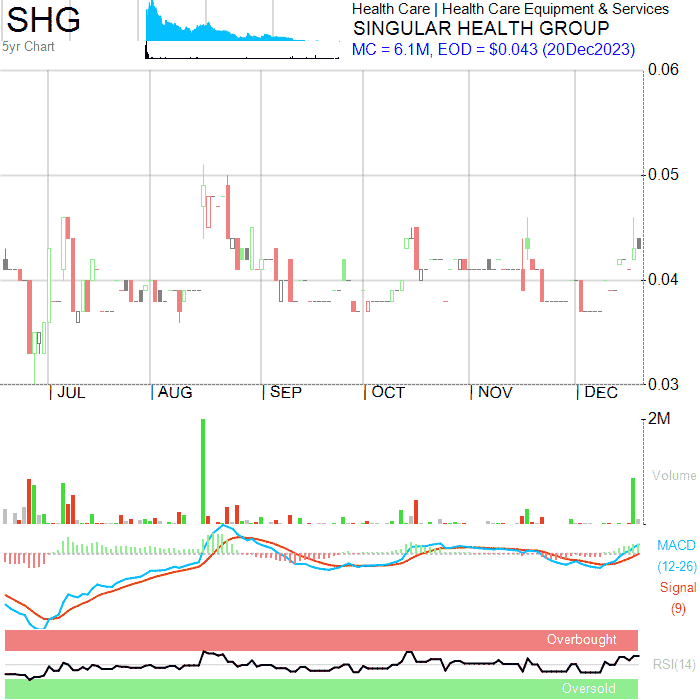 SHG
Health Care | Health Care Equipment & Services
SINGULAR HEALTH GROUP
5yr Chart
MC = 6.1M, EOD = $0.043 (20Dec2023)
0.06
0.05
0.04
0.03
| JUL | AUG | SEP | OCT | NOV | DEC
2M
Volume
MACD
(12-26)
Signal
(9)
Overbought
RSI(14)
Oversold